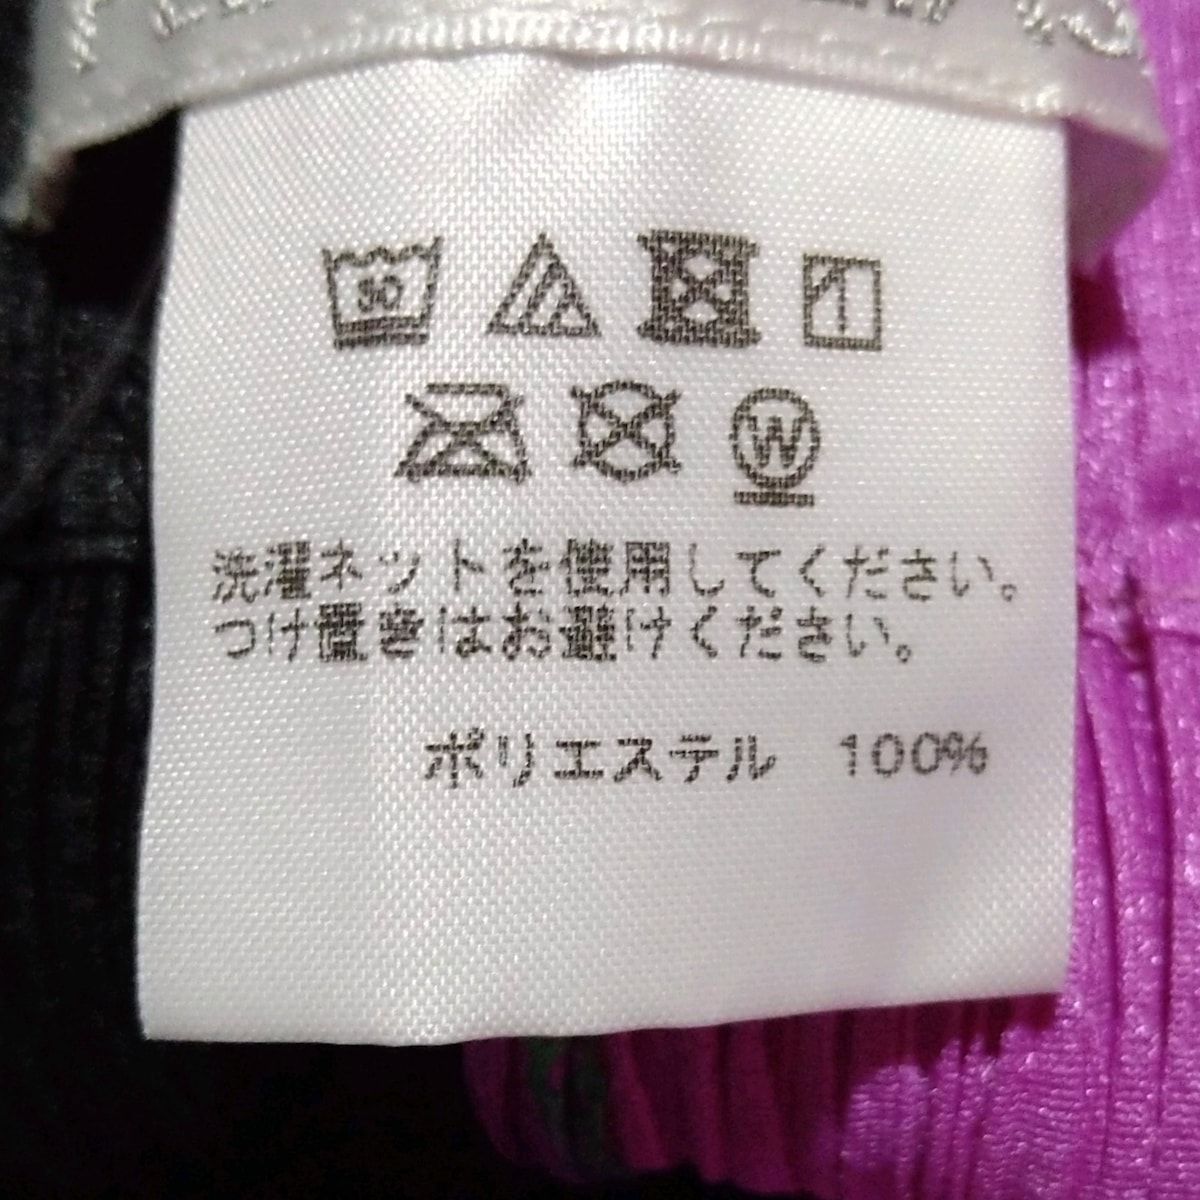 30
W
洗濯ネットを使用してください。
つけ置きはお避けください。
ポリエステル 100%